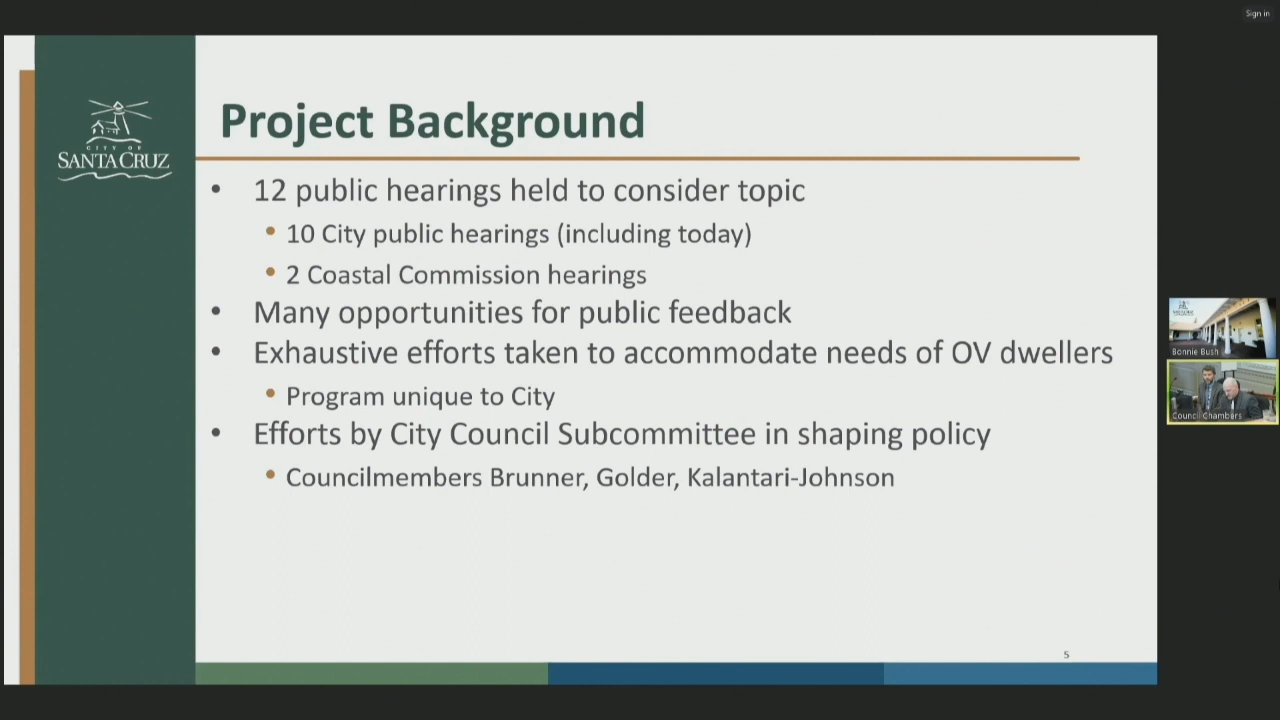 Sign in
CITY OF
SANTA CRUZ
Project Background
• 12 public hearings held to consider topic
• 10 City public hearings (including today)
• 2 Coastal Commission hearings
• Many opportunities for public feedback
• Exhaustive efforts taken to accommodate needs of OV dwellers
• Program unique to City
• Efforts by City Council Subcommittee in shaping policy
• Councilmembers Brunner, Golder, Kalantari-Johnson
5
Bonnie Bush
Council Chambers